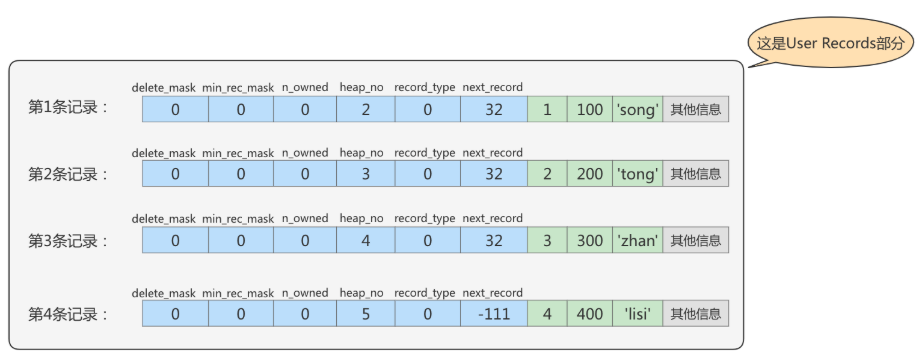 这是User Records部分
delete_mask min_rec_mask n_owned heap_no record_type next_record
第1条记录： 0 0 0 2 0 32 1 100 'song' 其他信息
delete_mask min_rec_mask n_owned heap_no record_type next_record
第2条记录： 0 0 0 3 0 32 2 200 'tong' 其他信息
delete_mask min_rec_mask n_owned heap_no record_type next_record
第3条记录： 0 0 0 4 0 32 3 300 'zhan' 其他信息
delete_mask min_rec_mask n_owned heap_no record_type next_record
第4条记录： 0 0 0 5 0 -111 4 400 'lisi' 其他信息